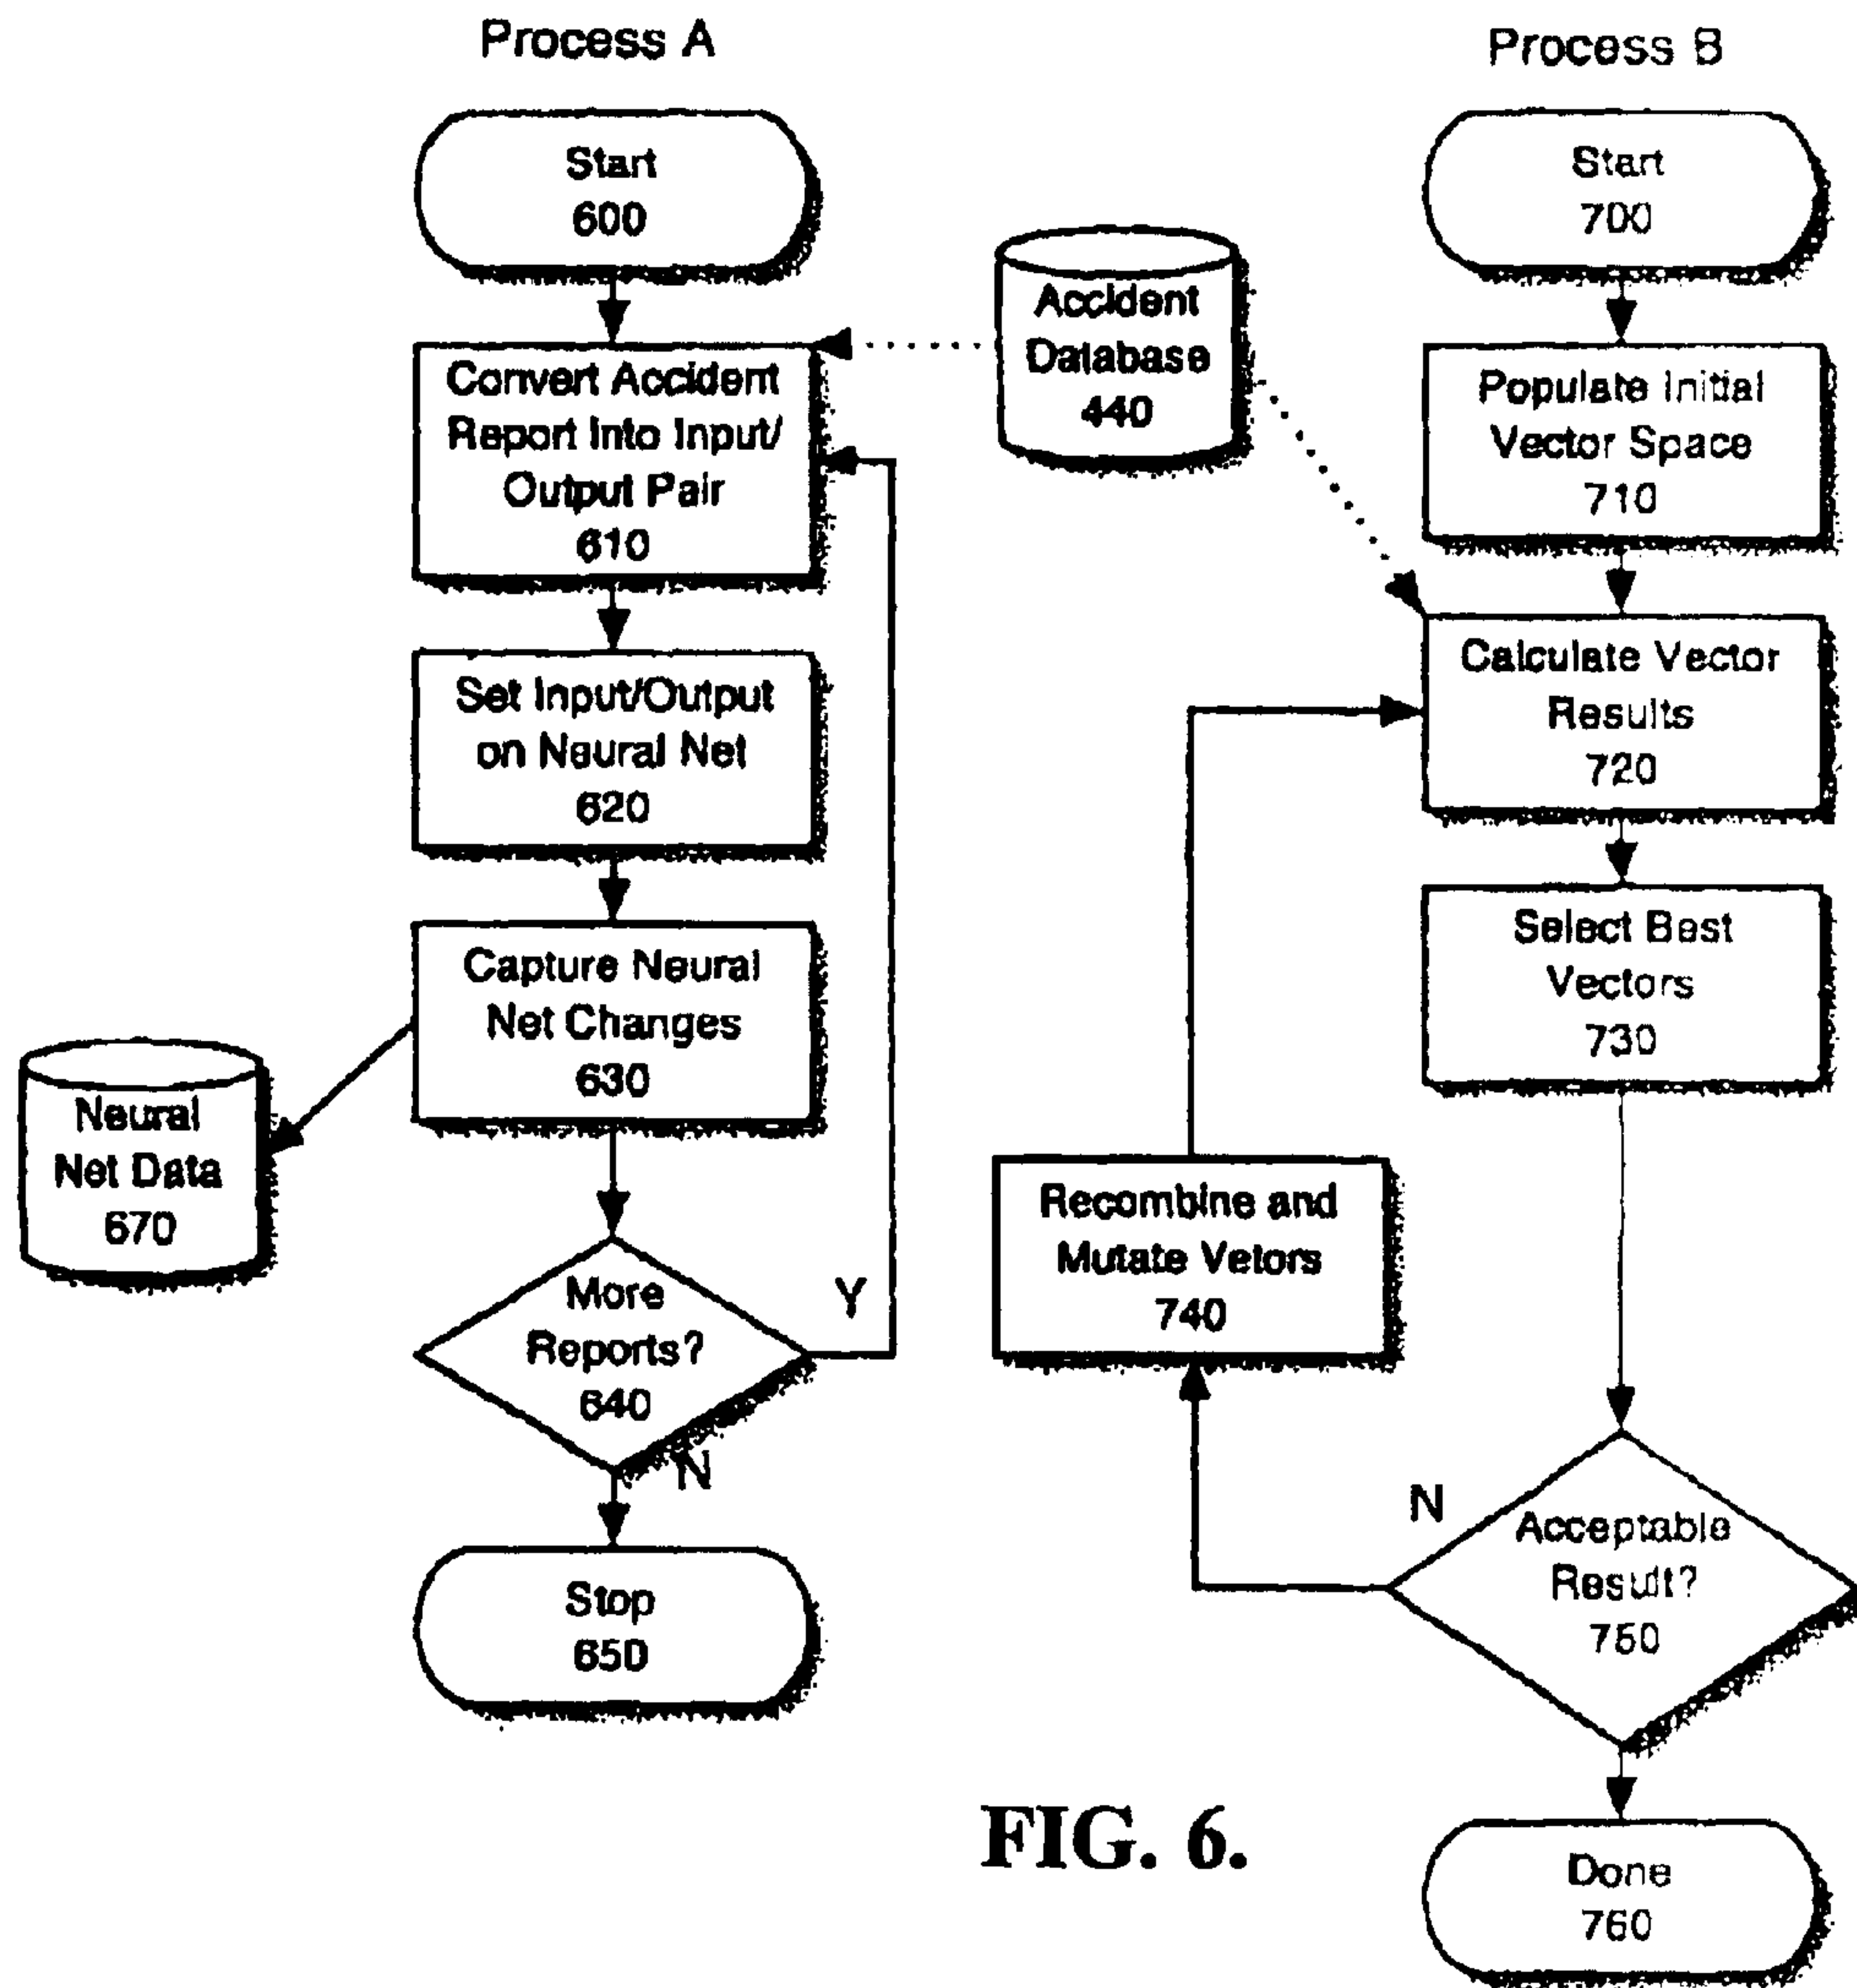 Process A
Start
600
Convert Accident
Report Into Input/
Output Pair
610
Set Input/Output
on Neural Net
620
Capture Neural
Net Changes
630
Neural
Net Data
670
More
Reports?
640
Y
N
Stop
650
Accident
Database
440
Process B
Start
700
Populate Initial
Vector Space
710
Calculate Vector
Results
720
Select Best
Vectors
730
Recombine and
Mutate Vetors
740
N
Acceptable
Result?
750
Done
760
FIG. 6.